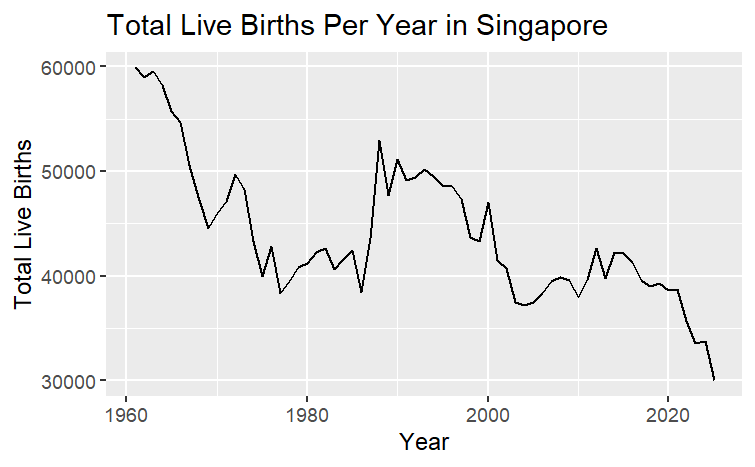 Total Live Births Per Year in Singapore
Total Live Births
60000
50000
40000
30000
1960 1980 2000 2020
Year